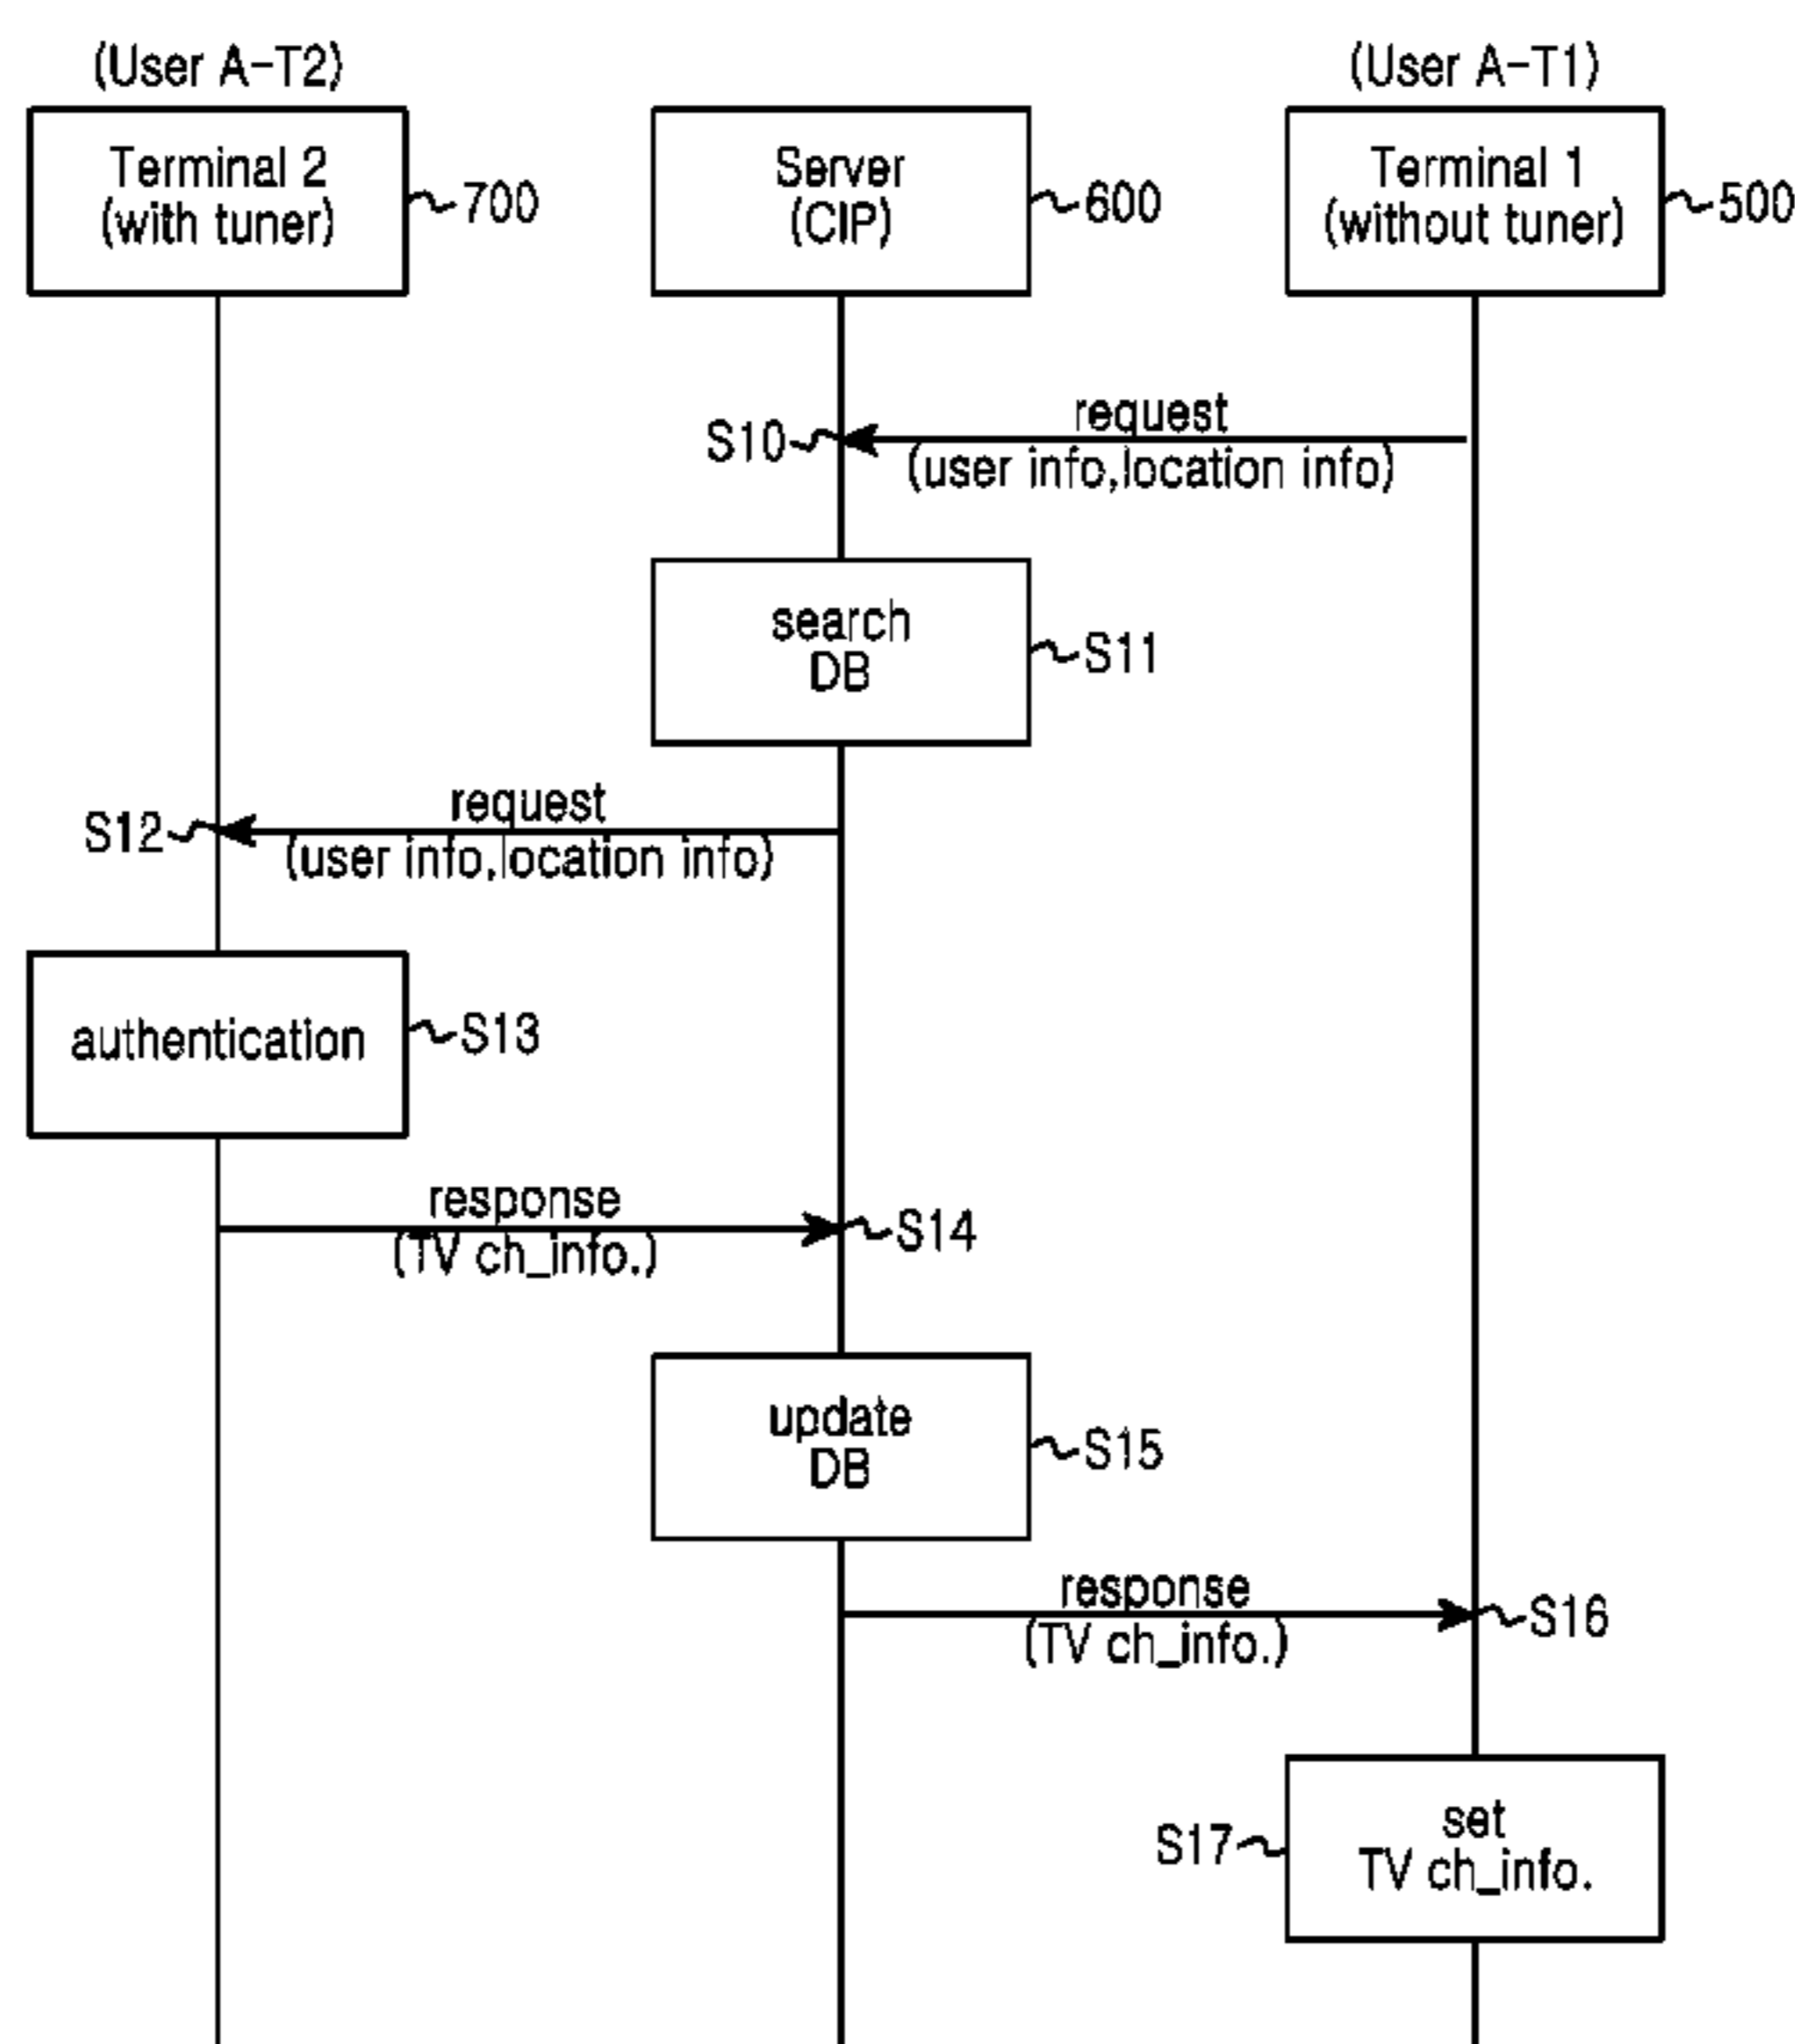 (User A-T2)
(User A-T1)
Terminal 2
(with tuner)
700
Server
(CIP)
600
Terminal 1
(without tuner)
500
request
S10
(user info,location info)
search
DB
S11
request
S12
(user info,location info)
authentication
S13
response
S14
(TV ch_info.)
update
DB
S15
response
S16
(TV ch_info.)
set
TV ch_info.
S17